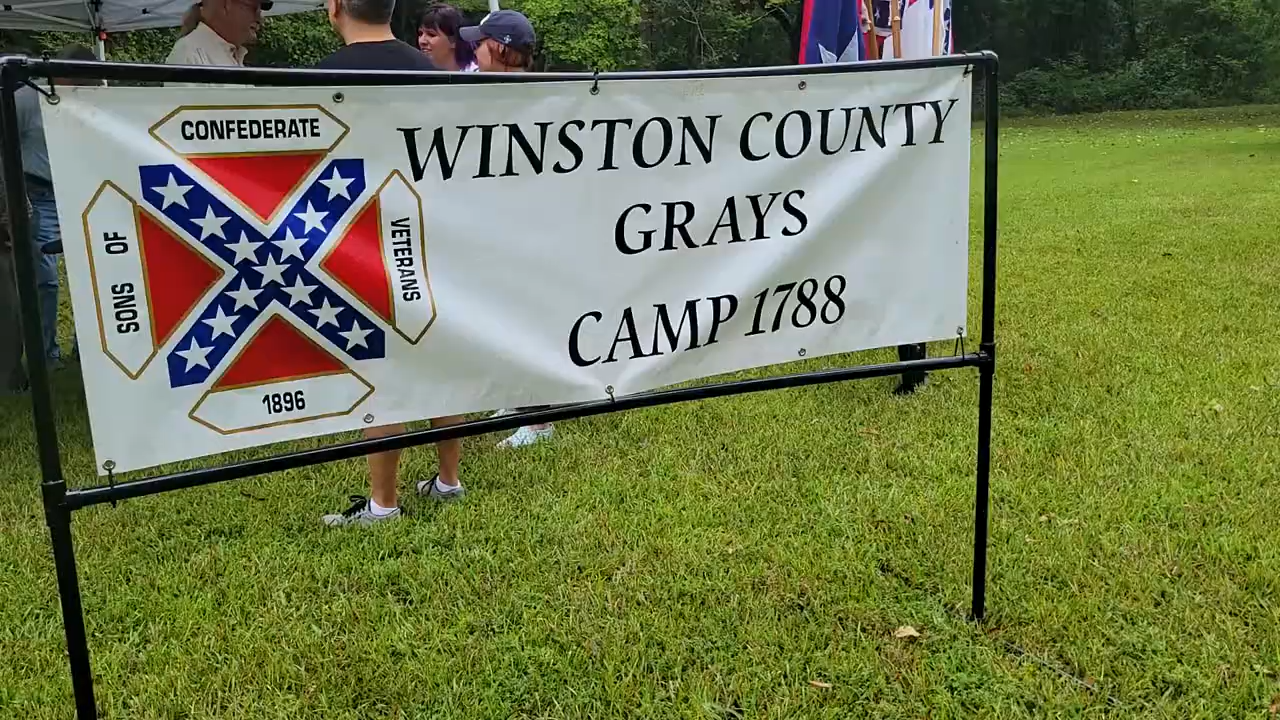 CONFEDERATE
SONS OF
VETERANS
1896
WINSTON COUNTY
GRAYS
CAMP 1788